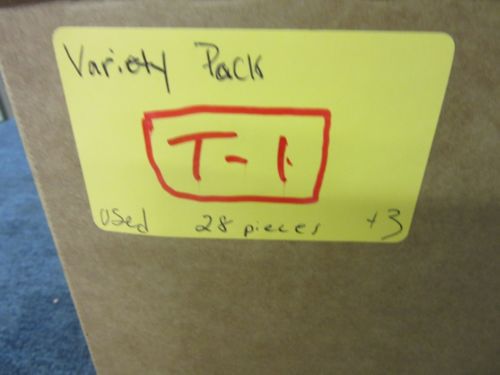 Variety Pack
T-1
Used 28 pieces +3